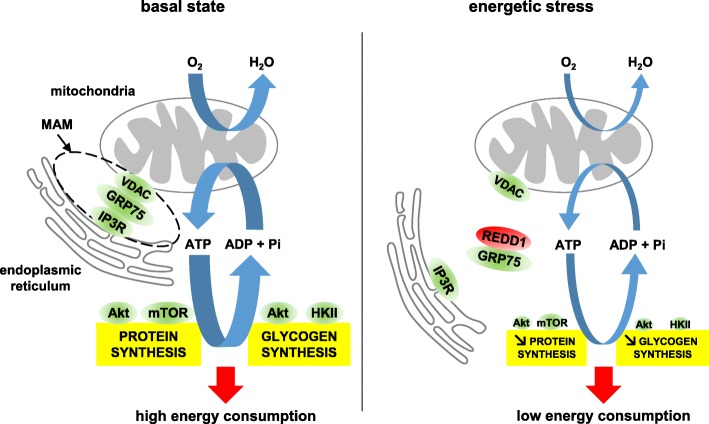 basal state
O2
H2O
mitochondria
MAM
VDAC
GRP75
IP3R
ATP
ADP + Pi
endoplasmic
reticulum
Akt
mTOR
Akt
HKII
PROTEIN
SYNTHESIS
GLYCOGEN
SYNTHESIS
high energy consumption
energetic stress
O2
H2O
VDAC
REDD1
GRP75
IP3R
ATP
ADP + Pi
Akt
mTOR
Akt
HKII
↘ PROTEIN
SYNTHESIS
↘ GLYCOGEN
SYNTHESIS
low energy consumption